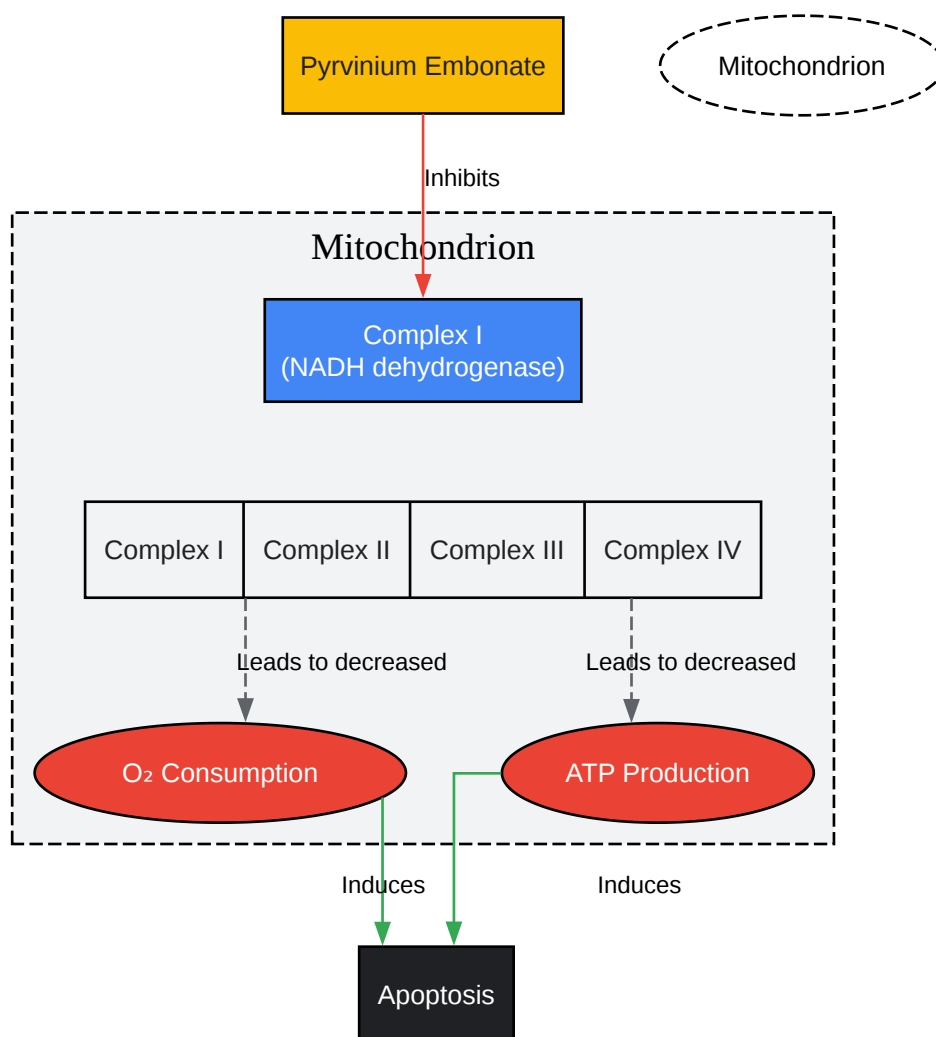 Pyrvinium Embonate
Mitochondrion
Inhibits
Mitochondrion
Complex I
(NADH dehydrogenase)
Complex I
Complex II
Complex III
Complex IV
Leads to decreased
Leads to decreased
O₂ Consumption
ATP Production
Induces
Induces
Apoptosis